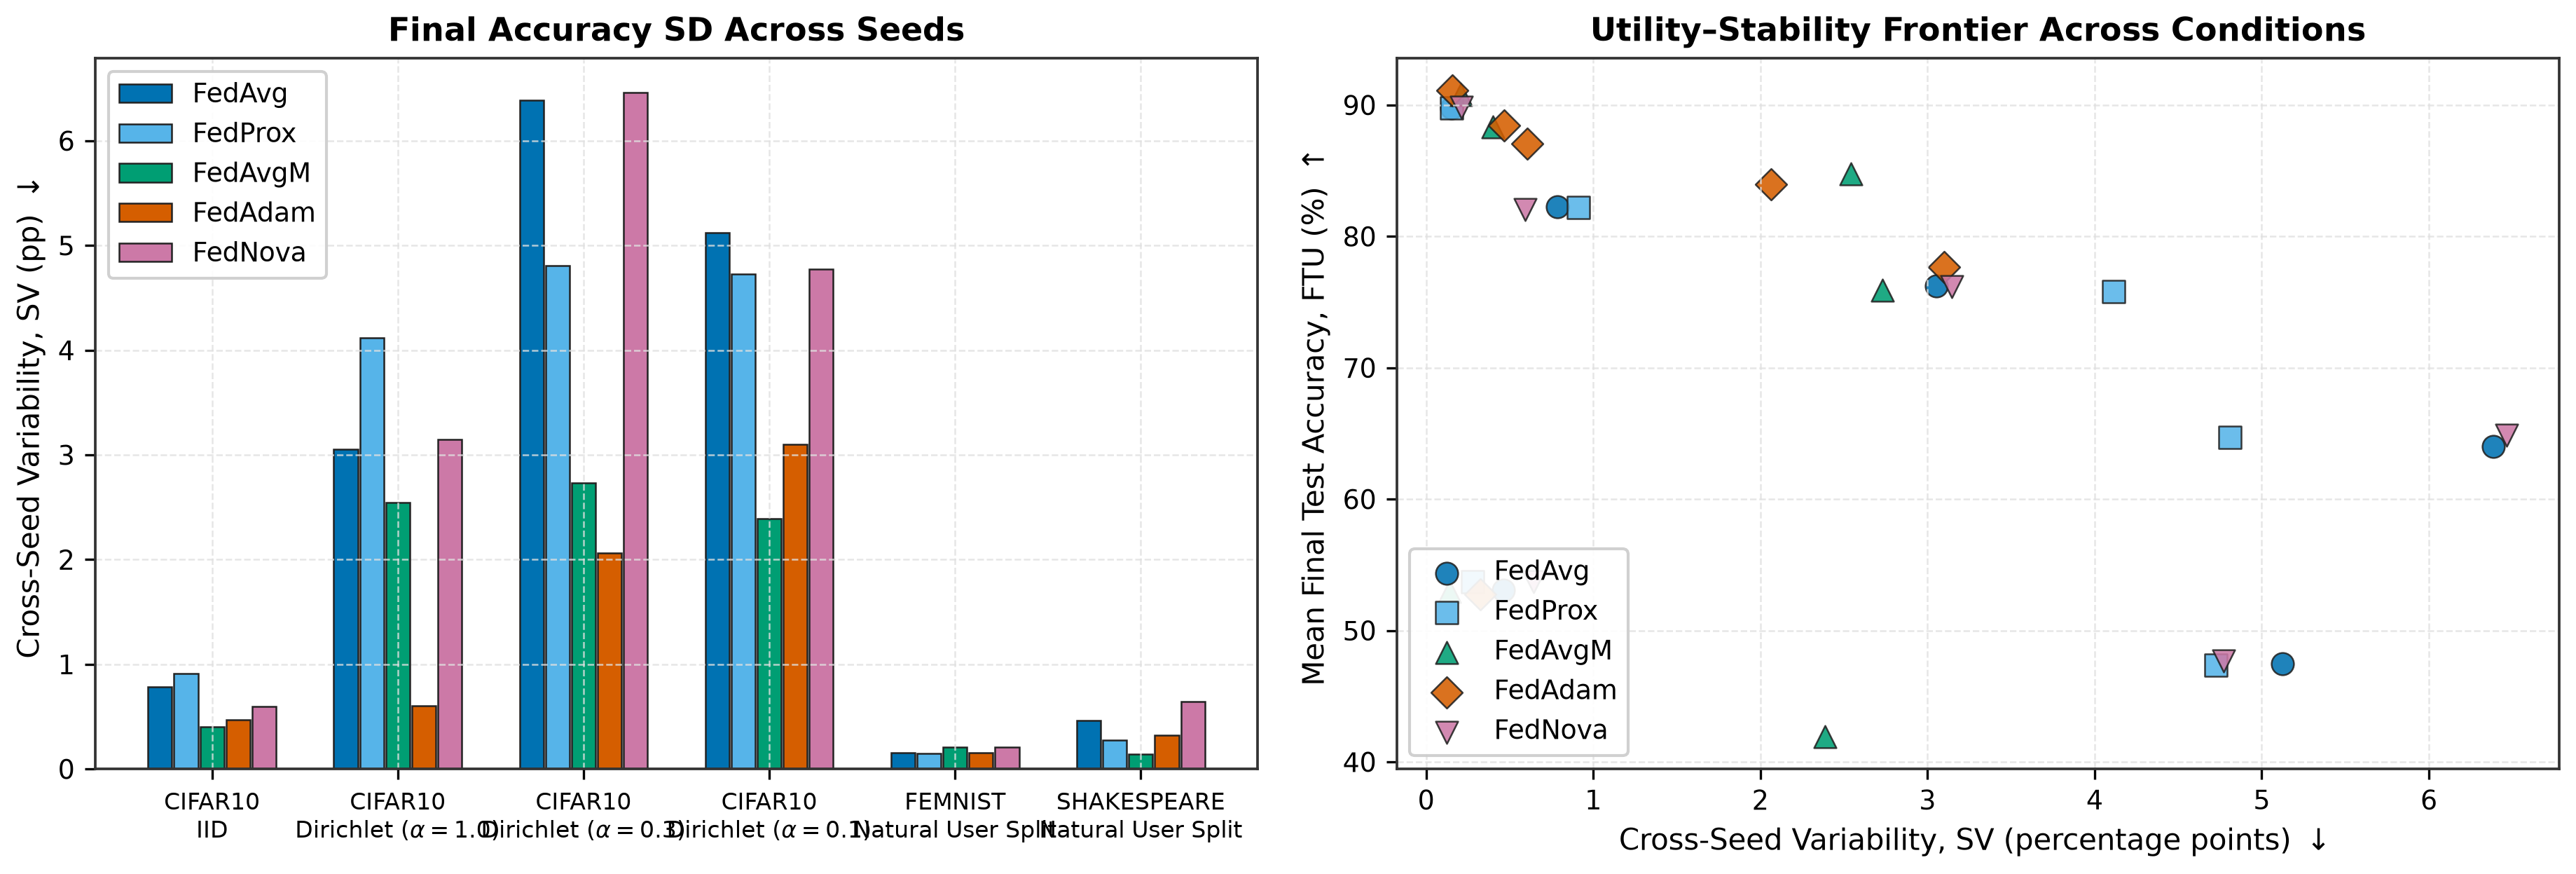 Final Accuracy SD Across Seeds
Cross-Seed Variability, SV (pp) ↓
6
5
4
3
2
1
0
FedAvg
FedProx
FedAvgM
FedAdam
FedNova
CIFAR10
IID
CIFAR10
Dirichlet (α = 1.0)
CIFAR10
Dirichlet (α = 0.3)
CIFAR10
Dirichlet (α = 0.1)
FEMNIST
Natural User Split
SHAKESPEARE
Natural User Split
Utility–Stability Frontier Across Conditions
Mean Final Test Accuracy, FTU (%) ↑
90
80
70
60
50
40
FedAvg
FedProx
FedAvgM
FedAdam
FedNova
0 1 2 3 4 5 6
Cross-Seed Variability, SV (percentage points) ↓